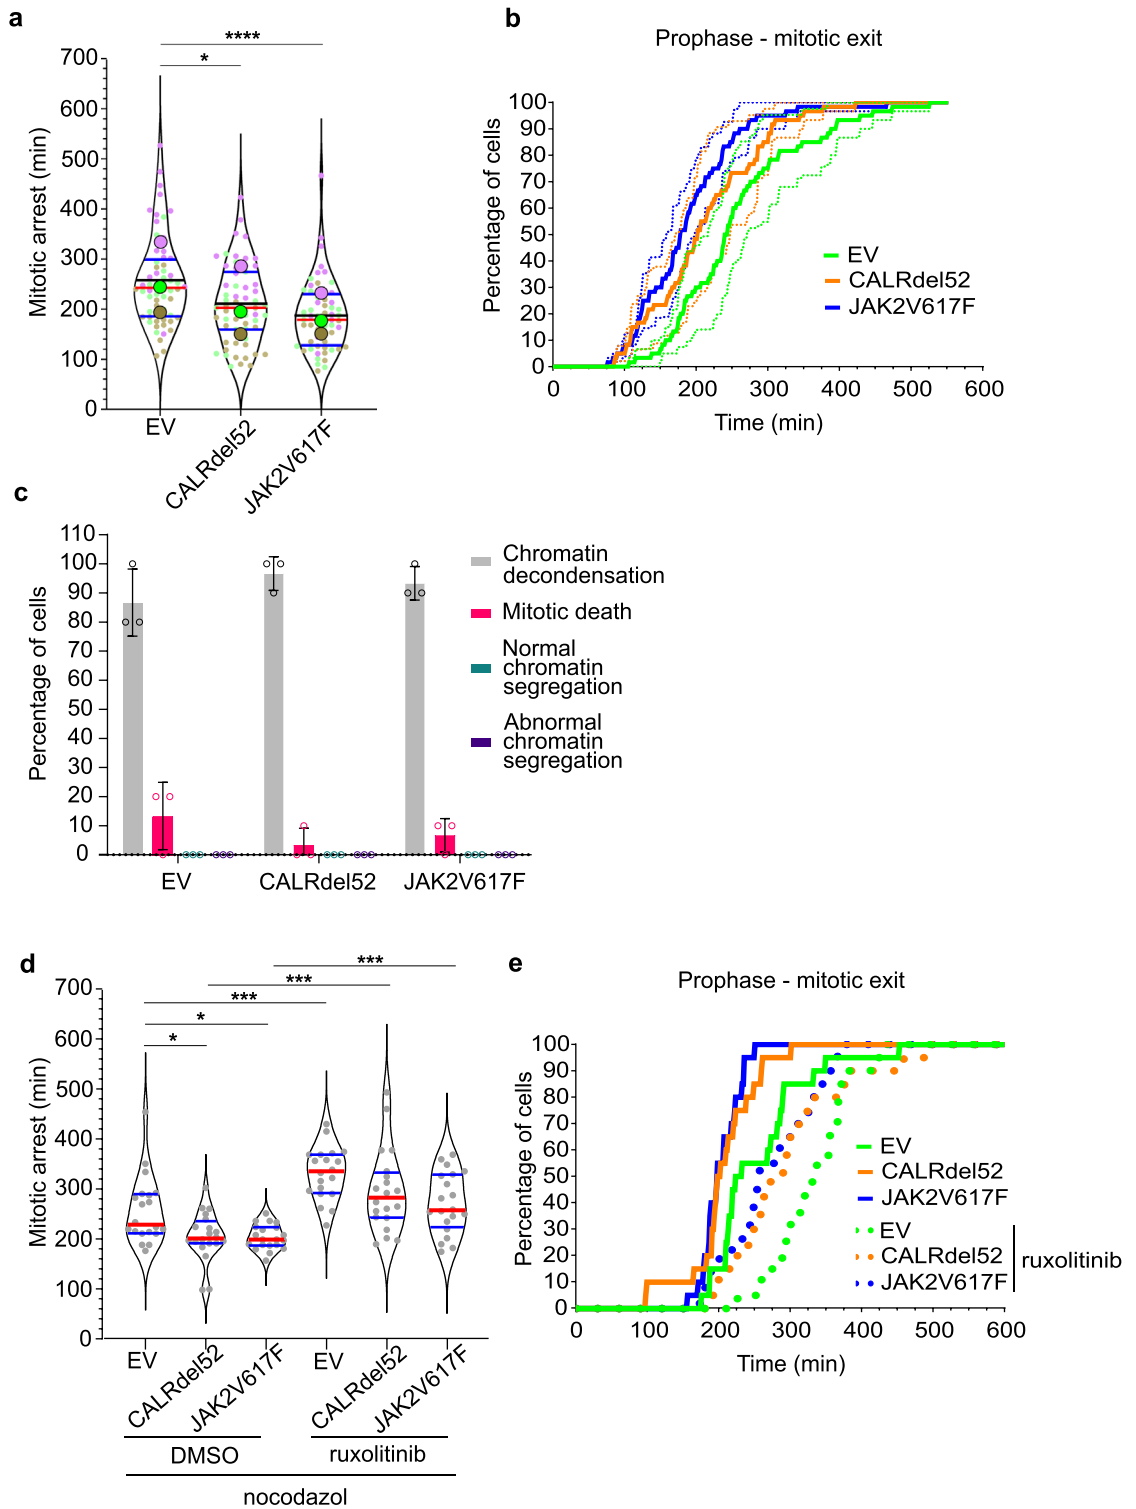 a
****
*
700
600
500
400
300
200
100
0
Mitotic arrest (min)
EV
CALRdel52
JAK2V617F
b
Prophase - mitotic exit
100
90
80
70
60
50
40
30
20
10
0
Percentage of cells
EV
CALRdel52
JAK2V617F
0
100
200
300
400
500
600
Time (min)
c
110
100
90
80
70
60
50
40
30
20
10
0
Percentage of cells
Chromatin
decondensation
Mitotic death
Normal
chromatin
segregation
Abnormal
chromatin
segregation
EV
CALRdel52
JAK2V617F
d
***
***
***
*
*
700
600
500
400
300
200
100
0
Mitotic arrest (min)
EV
CALRdel52
JAK2V617F
EV
CALRdel52
JAK2V617F
DMSO
ruxolitinib
nocodazol
e
Prophase - mitotic exit
100
90
80
70
60
50
40
30
20
10
0
Percentage of cells
EV
CALRdel52
JAK2V617F
EV
CALRdel52
JAK2V617F
ruxolitinib
0
100
200
300
400
500
600
Time (min)